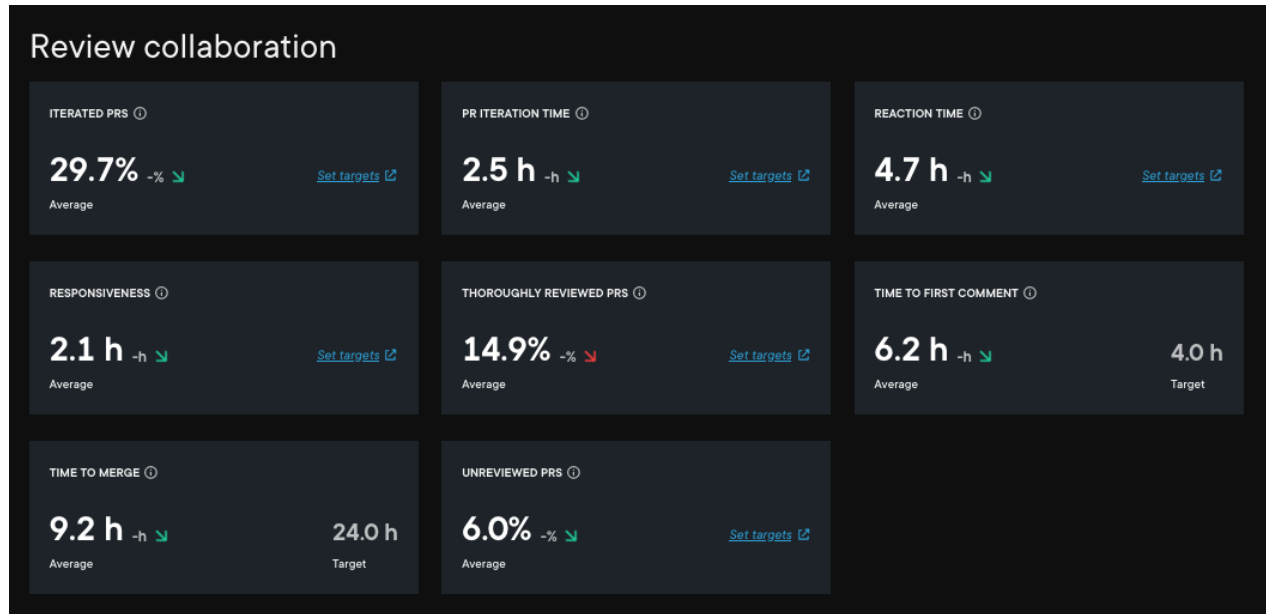 Review collaboration
ITERATED PRS
29.7% -%
Set targets
Average
PR ITERATION TIME
2.5 h -h
Set targets
Average
REACTION TIME
4.7 h -h
Set targets
Average
RESPONSIVENESS
2.1 h -h
Set targets
Average
THOROUGHLY REVIEWED PRS
14.9% -%
Set targets
Average
TIME TO FIRST COMMENT
6.2 h -h
Average
4.0 h
Target
TIME TO MERGE
9.2 h -h
Average
24.0 h
Target
UNREVIEWED PRS
6.0% -%
Set targets
Average